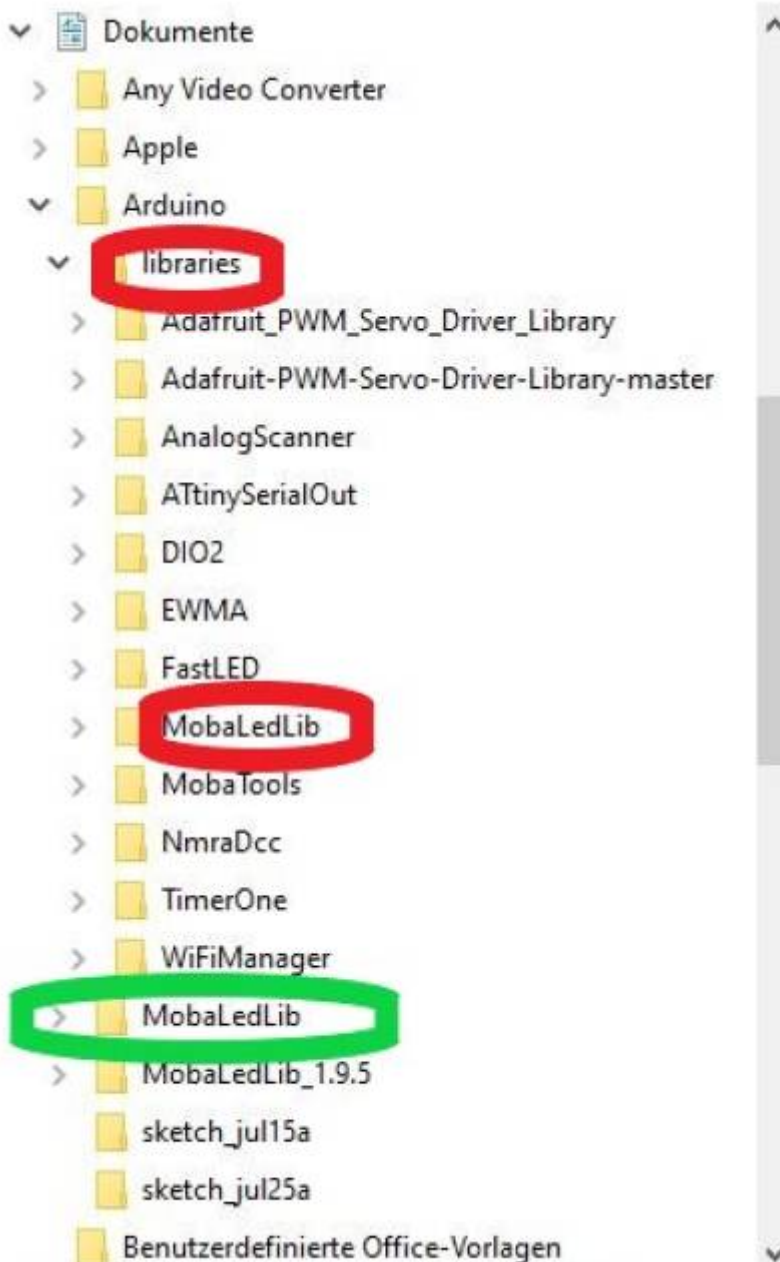 Dokumente
Any Video Converter
Apple
Arduino
libraries
Adafruit_PWM_Servo_Driver_Library
Adafruit-PWM-Servo-Driver-Library-master
AnalogScanner
ATtinySerialOut
DIO2
EWMA
FastLED
MobaLedLib
MobaTools
NmraDcc
TimerOne
WiFiManager
MobaLedLib
MobaLedLib_1.9.5
sketch_jul15a
sketch_jul25a
Benutzerdefinierte Office-Vorlagen